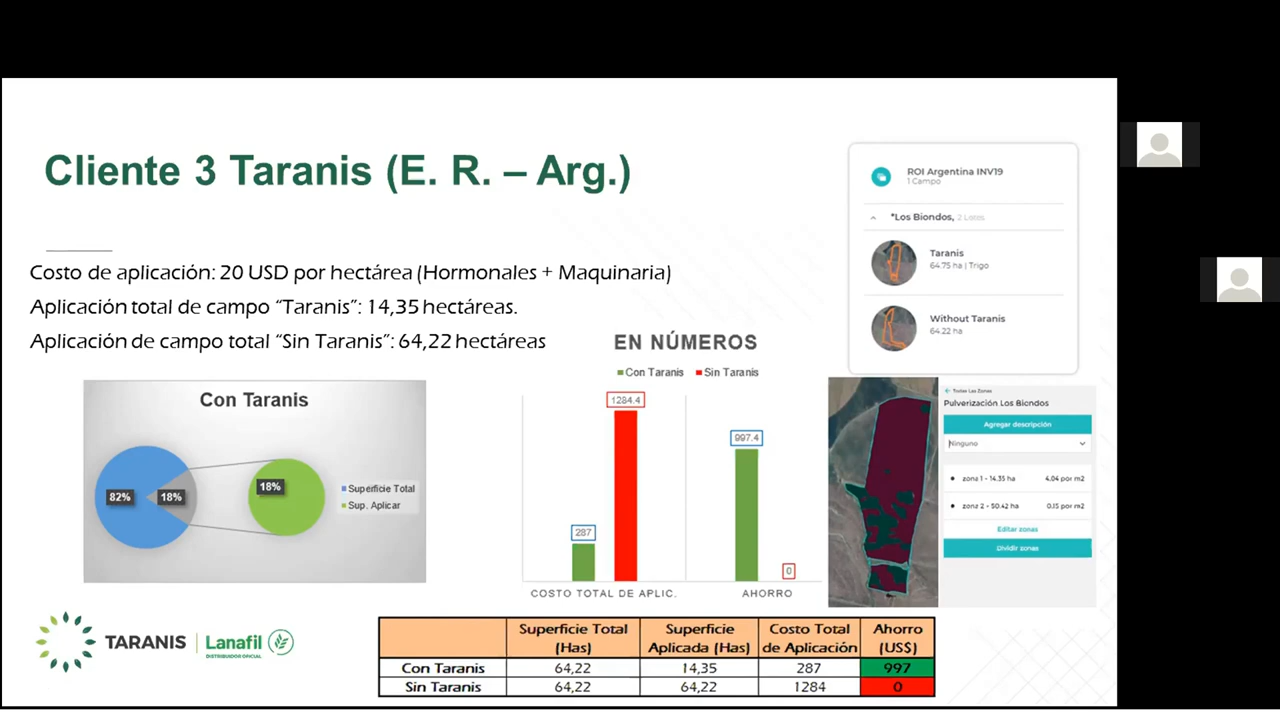 Cliente 3 Taranis (E. R. – Arg.)
Costo de aplicación: 20 USD por hectárea (Hormonales + Maquinaria)
Aplicación total de campo “Taranis”: 14,35 hectáreas.
Aplicación de campo total “Sin Taranis”: 64,22 hectáreas
ROI Argentina INV19
1 Campo
*Los Biondos, 2 Lotes
Taranis
64.75 ha | Trigo
Without Taranis
64.22 ha
Con Taranis
82%
18%
18%
Superficie Total
Sup. Aplicar
EN NÚMEROS
Con Taranis Sin Taranis
1284.4
997.4
287
0
COSTO TOTAL DE APLIC. AHORRO
Todas Las Zonas
Pulverización Los Biondos
Agregar descripción
Ninguno
zona 1 - 14.35 ha 4.04 por m2
zona 2 - 50.42 ha 0.15 por m2
Editar zonas
Dividir zonas
TARANIS Lanafil
DISTRIBUIDOR OFICIAL
Superficie Total (Has) Superficie Aplicada (Has) Costo Total de Aplicación Ahorro (US$)
Con Taranis 64,22 14,35 287 997
Sin Taranis 64,22 64,22 1284 0